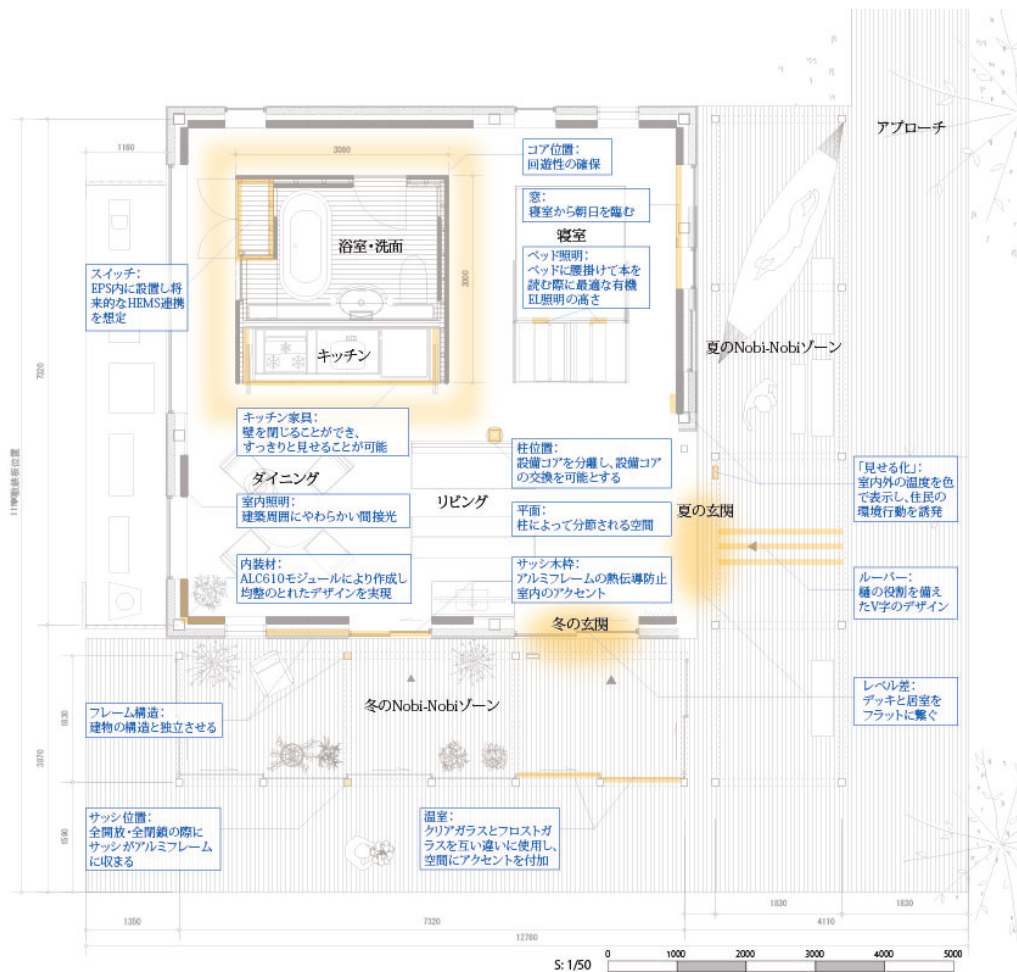 アプローチ
1160
3090
コア位置:
回遊性の確保
窓:
寝室から朝日を臨む
寝室
浴室・洗面
ベッド照明:
ベッドに腰掛けて本を
読む際に最適な有機
EL照明の高さ
スイッチ:
EPS内に設置し将
来的なHEMS連携
を想定
3000
夏のNobi-Nobiゾーン
キッチン
7320
キッチン家具:
壁を閉じることができ、
すっきりと見せることが可能
柱位置:
設備コアを分離し、設備コア
の交換を可能とする
「見せる化」:
室内外の温度を色
で表示し、住民の
環境行動を誘発
ダイニング
リビング
室内照明:
建築周囲にやわらかい間接光
平面:
柱によって分節される空間
夏の玄関
内装材:
ALC610モジュールにより作成し
均整のとれたデザインを実現
サッシ木枠:
アルミフレームの熱伝導防止
室内のアクセント
ルーバー:
樋の役割を備え
たV字のデザイン
冬の玄関
レベル差:
デッキと居室を
フラットに繋ぐ
冬のNobi-Nobiゾーン
フレーム構造:
建物の構造と独立させる
1830
3870
サッシ位置:
全開放・全閉鎖の際に
サッシがアルミフレーム
に収まる
温室:
クリアガラスとフロストガ
ラスを互い違いに使用し、
空間にアクセントを付加
1590
1830
1830
1350
7320
4110
12780
S: 1/50
0
1000
2000
3000
4000
5000